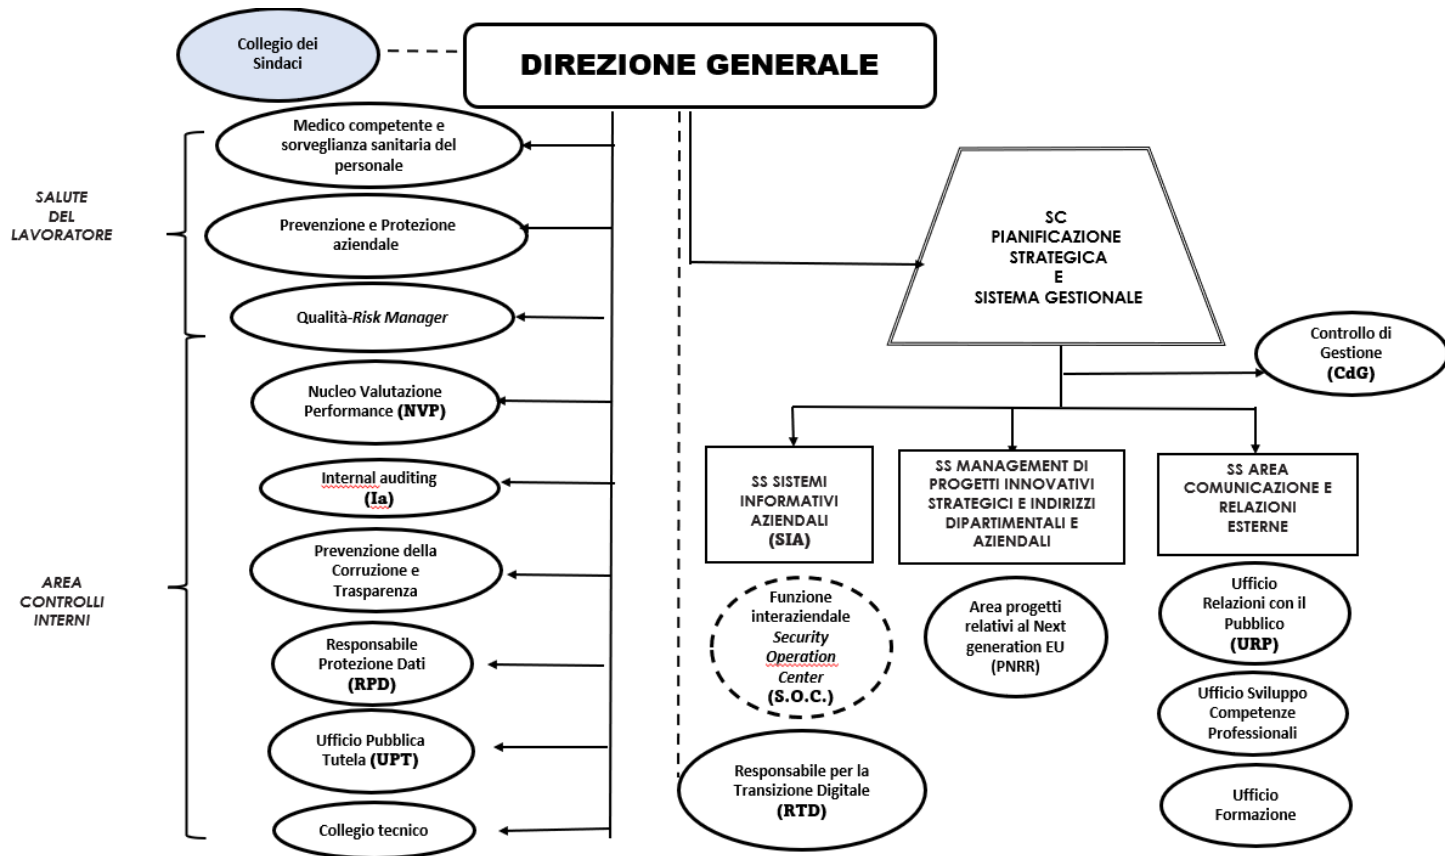 Collegio dei
Sindaci
DIREZIONE GENERALE
Medico competente e
sorveglianza sanitaria del
personale
SALUTE
DEL
LAVORATORE
Prevenzione e Protezione
aziendale
Qualità-Risk Manager
Nucleo Valutazione
Performance (NVP)
Internal auditing
(Ia)
Prevenzione della
Corruzione e
Trasparenza
AREA
CONTROLLI
INTERNI
Responsabile
Protezione Dati
(RPD)
Ufficio Pubblica
Tutela (UPT)
Collegio tecnico
SC
PIANIFICAZIONE
STRATEGICA
E
SISTEMA GESTIONALE
Controllo di
Gestione
(CdG)
SS SISTEMI
INFORMATIVI
AZIENDALI
(SIA)
SS MANAGEMENT DI
PROGETTI INNOVATIVI
STRATEGICI E INDIRIZZI
DIPARTIMENTALI E
AZIENDALI
SS AREA
COMUNICAZIONE E
RELAZIONI
ESTERNE
Funzione
interaziendale
Security
Operation
Center
(S.O.C.)
Area progetti
relativi al Next
generation EU
(PNRR)
Ufficio
Relazioni con il
Pubblico
(URP)
Ufficio Sviluppo
Competenze
Professionali
Responsabile per la
Transizione Digitale
(RTD)
Ufficio
Formazione